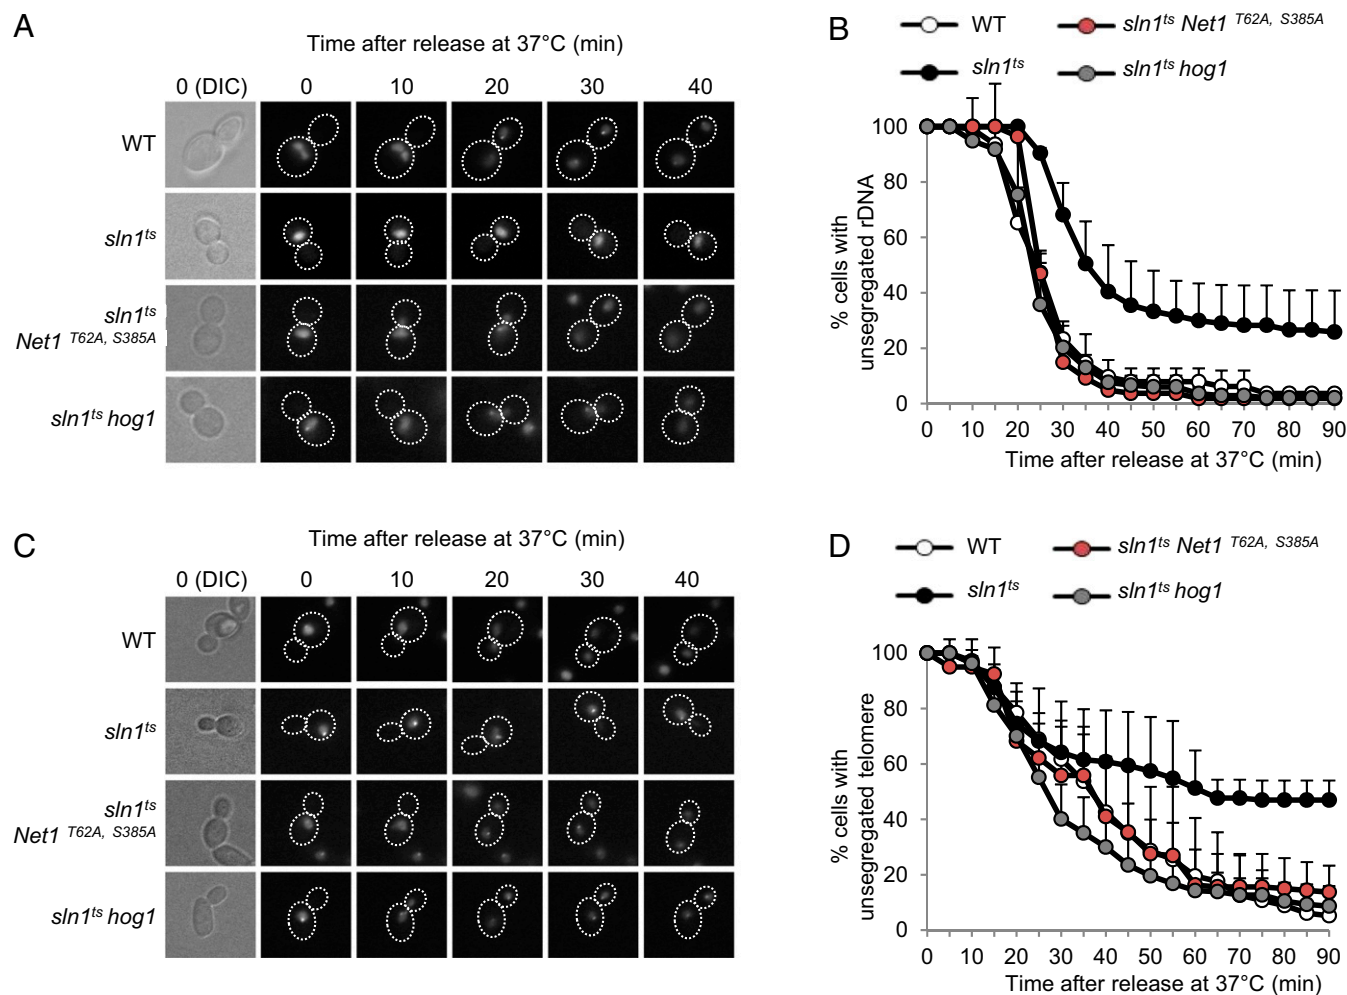 A
Time after release at 37°C (min)
0 (DIC) 0 10 20 30 40
WT
sln1ts
sln1ts
Net1 T62A, S385A
sln1ts hog1
B
WT
sln1ts Net1 T62A, S385A
sln1ts
sln1ts hog1
% cells with
unsegregated rDNA
100
80
60
40
20
0
0 10 20 30 40 50 60 70 80 90
Time after release at 37°C (min)
C
Time after release at 37°C (min)
0 (DIC) 0 10 20 30 40
WT
sln1ts
sln1ts
Net1 T62A, S385A
sln1ts hog1
D
WT
sln1ts Net1 T62A, S385A
sln1ts
sln1ts hog1
% cells with
unsegregated telomere
100
80
60
40
20
0
0 10 20 30 40 50 60 70 80 90
Time after release at 37°C (min)